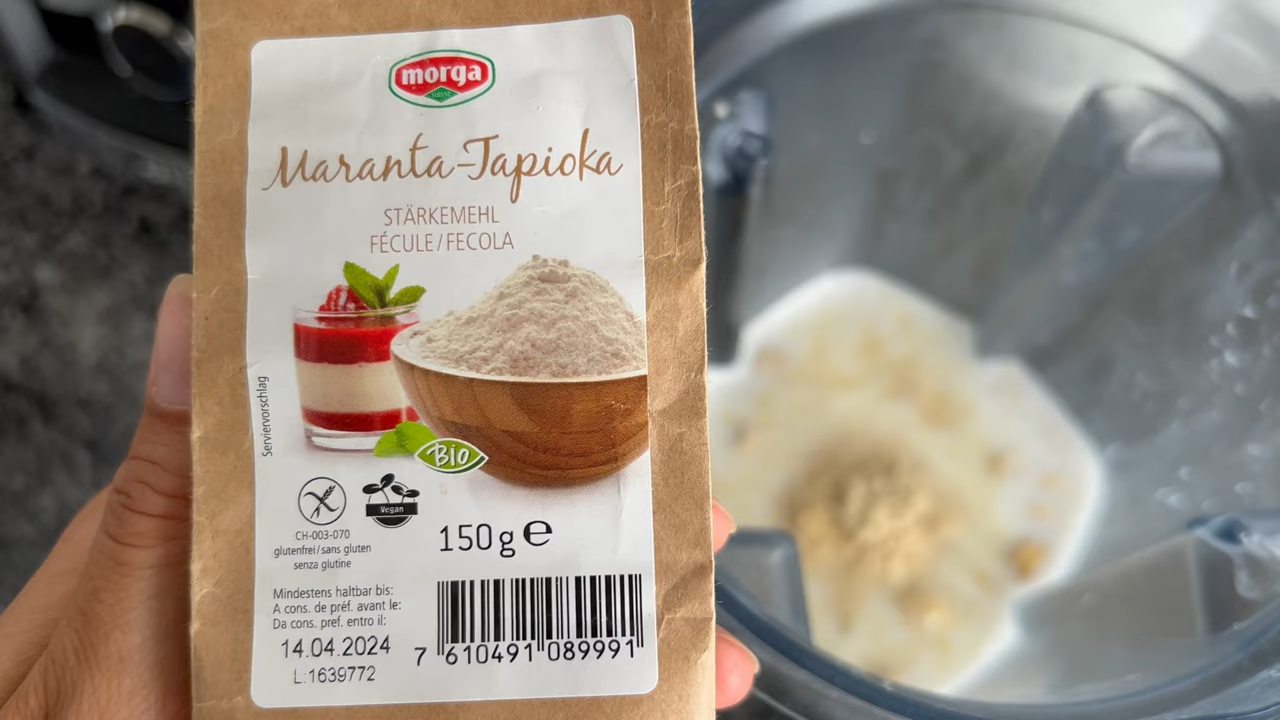 morga
SUISSE
Maranta-Tapioka
STÄRKEMEHL
FÉCULE/FECOLA
Serviervorschlag
Bio
Vegan
CH-003-070
glutenfrei/sans gluten
senza glutine
150g e
Mindestens haltbar bis:
A cons. de préf. avant le:
Da cons. pref. entro il:
14.04.2024
L:1639772
7 610491 089991